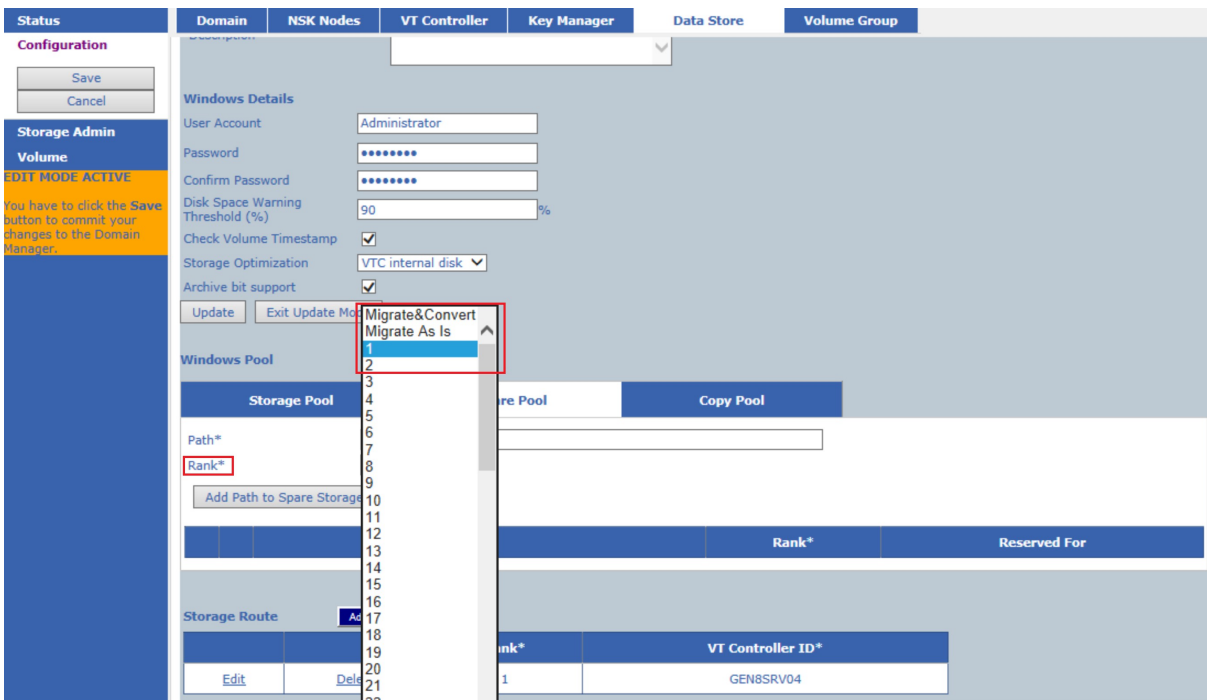 Status
Domain
NSK Nodes
VT Controller
Key Manager
Data Store
Volume Group
Configuration
Save
Cancel
Storage Admin
Volume
EDIT MODE ACTIVE
You have to click the Save
button to commit your
changes to the Domain
Manager.
Description
Windows Details
User Account
Administrator
Password
••••••••
Confirm Password
••••••••
Disk Space Warning
Threshold (%)
90
%
Check Volume Timestamp
Storage Optimization
VTC internal disk
Archive bit support
Update
Exit Update Mo
Migrate&Convert
Migrate As Is
1
2
3
4
5
6
7
8
9
10
11
12
13
14
15
16
17
18
19
20
21
22
Windows Pool
Storage Pool
re Pool
Copy Pool
Path*
Rank*
Add Path to Spare Storage
Rank*
Reserved For
Storage Route
Ad
nk*
VT Controller ID*
Edit
Dele
1
GEN8SRV04